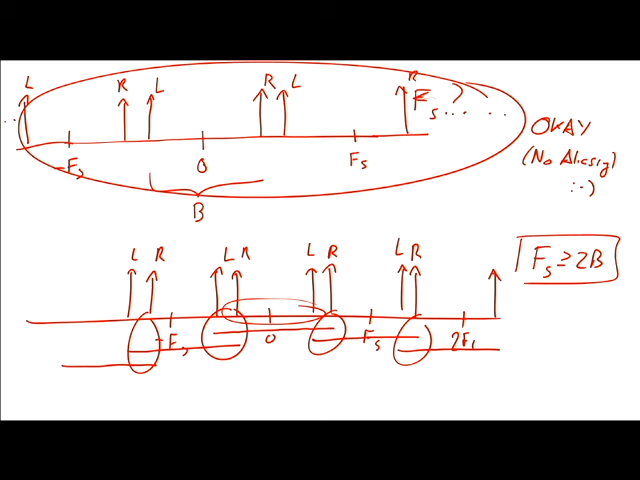 L R L R L R
Fs
OKAY
(No Aliasing)
:-)
-Fs 0 Fs
B
L R L R L R L R
Fs ≥ 2B
-Fs 0 Fs 2Fs